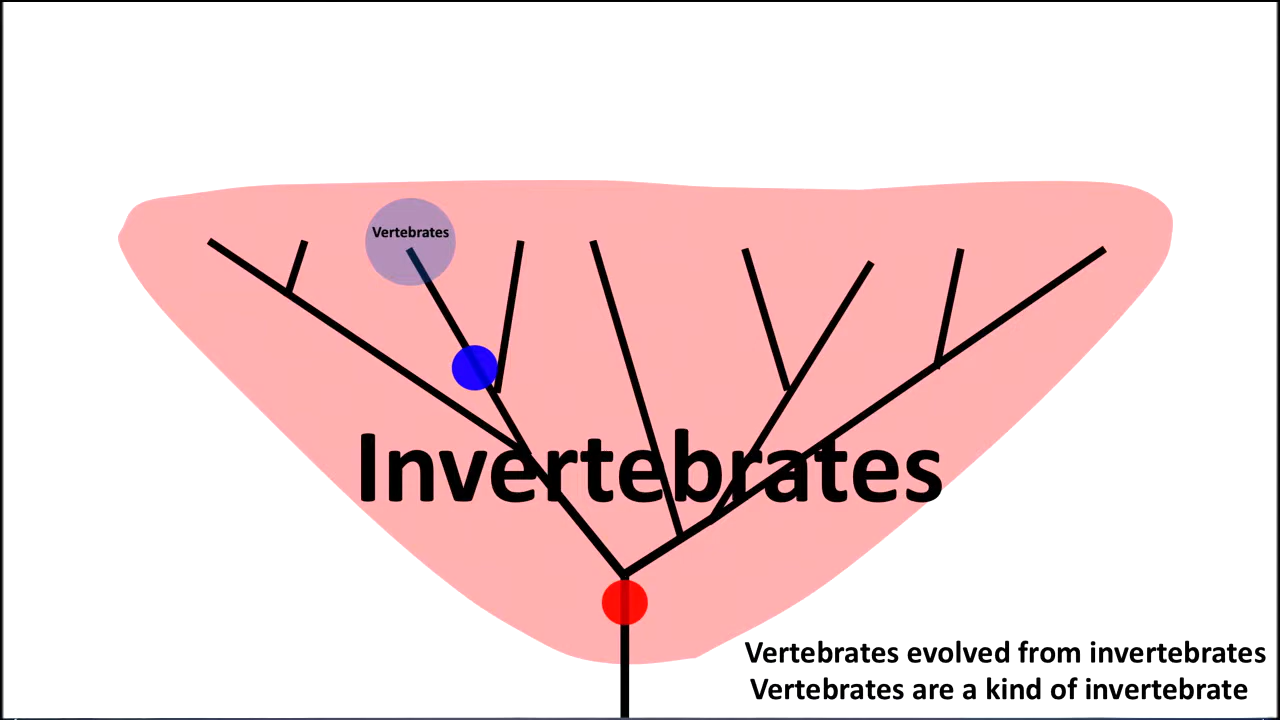 Vertebrates
Invertebrates
Vertebrates evolved from invertebrates
Vertebrates are a kind of invertebrate